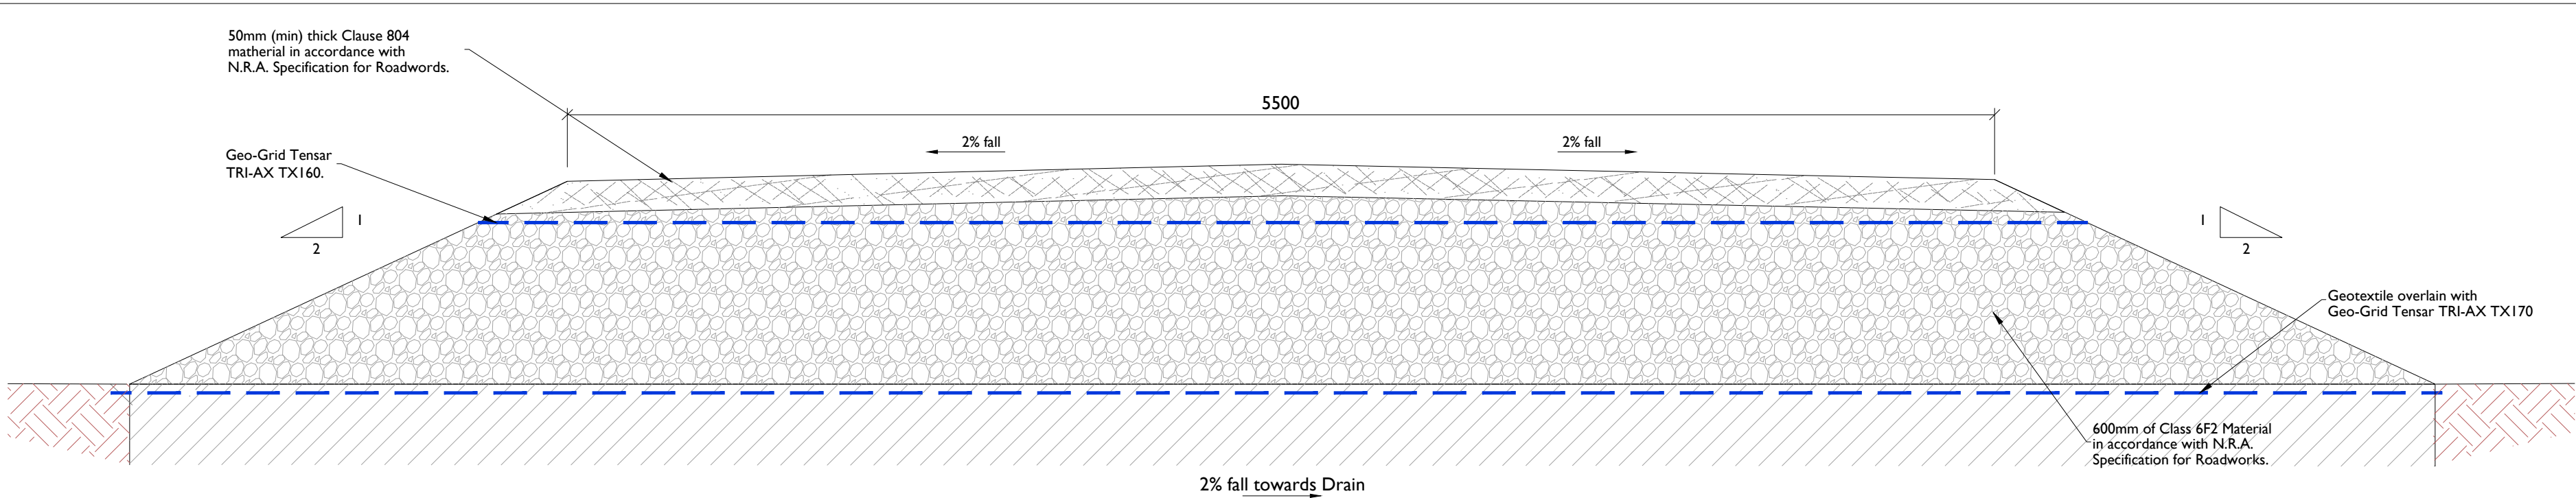 50mm (min) thick Clause 804
matherial in accordance with
N.R.A. Specification for Roadwords.
5500
2% fall
2% fall
Geo-Grid Tensar
TRI-AX TX160.
1
2
1
2
Geotextile overlain with
Geo-Grid Tensar TRI-AX TX170
600mm of Class 6F2 Material
in accordance with N.R.A.
Specification for Roadworks.
2% fall towards Drain